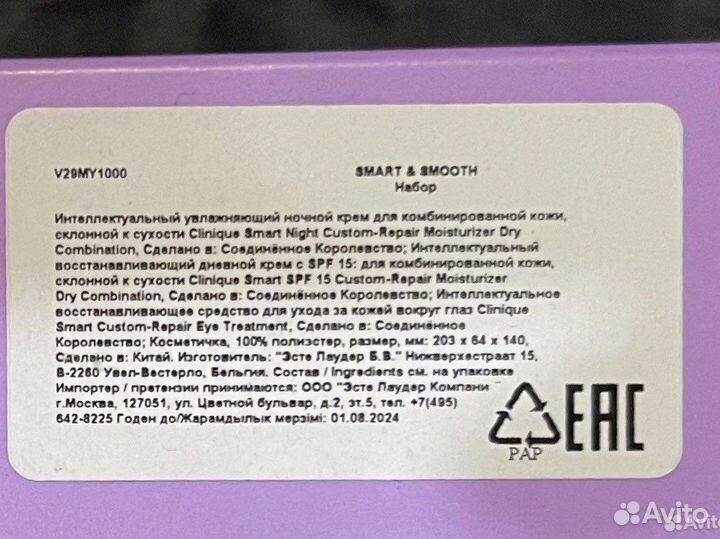 V29MY1000 SMART & SMOOTH
Набор
Интеллектуальный увлажняющий ночной крем для комбинированной кожи,
склонной к сухости Clinique Smart Night Custom-Repair Moisturizer Dry
Combination, Сделано в: Соединённое Королевство; Интеллектуальный
восстанавливающий дневной крем с SPF 15: для комбинированной кожи,
склонной к сухости Clinique Smart SPF 15 Custom-Repair Moisturizer
Dry Combination, Сделано в: Соединённое Королевство; Интеллектуальное
восстанавливающее средство для ухода за кожей вокруг глаз Clinique
Smart Custom-Repair Eye Treatment, Сделано в: Соединённое
Королевство; Косметичка, 100% полиэстер, размер, мм: 203 x 64 x 140,
Сделано в: Китай. Изготовитель: "Эсте Лаудер Б.В." Нижверхестраат 15,
B-2260 Увел-Вестерло, Бельгия. Состав / Ingredients см. на упаковке
Импортер / претензии принимаются: ООО "Эсте Лаудер Компани
г.Москва, 127051, ул. Цветной бульвар, д.2, эт.5, тел. +7(495)
642-8225 Годен до/Жарамдылық мерзімі: 01.08.2024
PAP
EAC
Avito
Avito